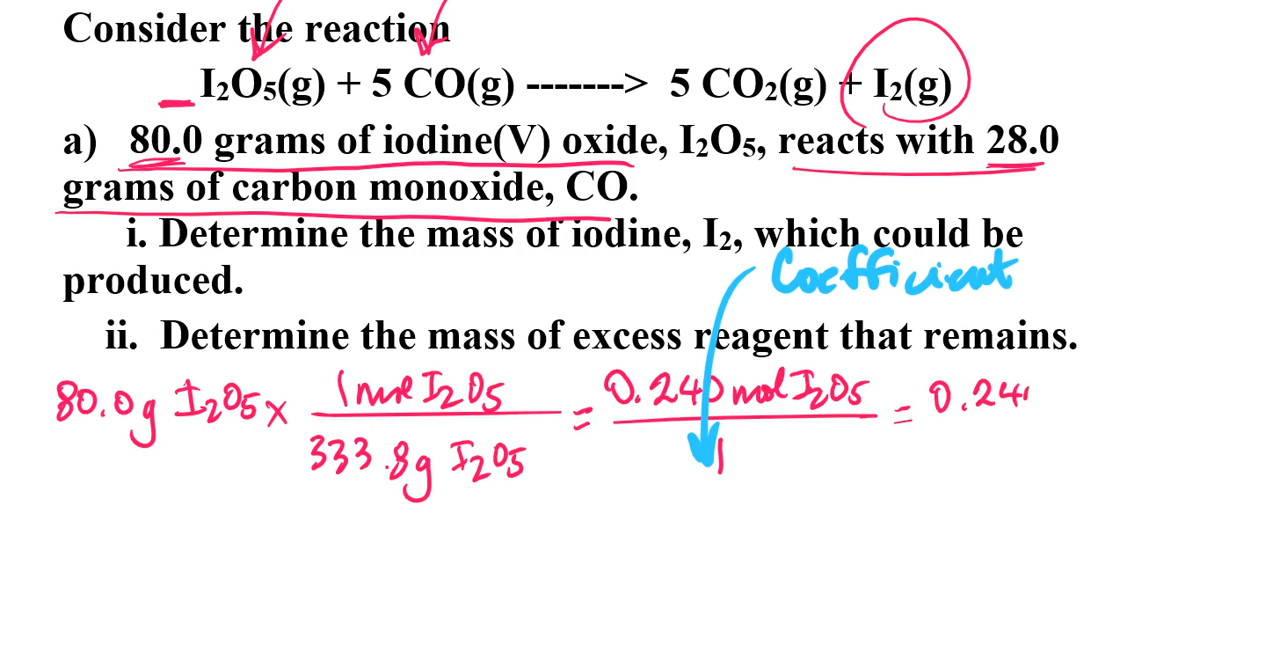 Consider the reaction
I₂O₅(g) + 5 CO(g) -------> 5 CO₂(g) + I₂(g)
a) 80.0 grams of iodine(V) oxide, I₂O₅, reacts with 28.0
grams of carbon monoxide, CO.
i. Determine the mass of iodine, I₂, which could be
produced.
Coefficient
ii. Determine the mass of excess reagent that remains.
80.0g I₂O₅ x 1 mol I₂O₅ = 0.240 mol I₂O₅ = 0.240
333.8g I₂O₅ 1